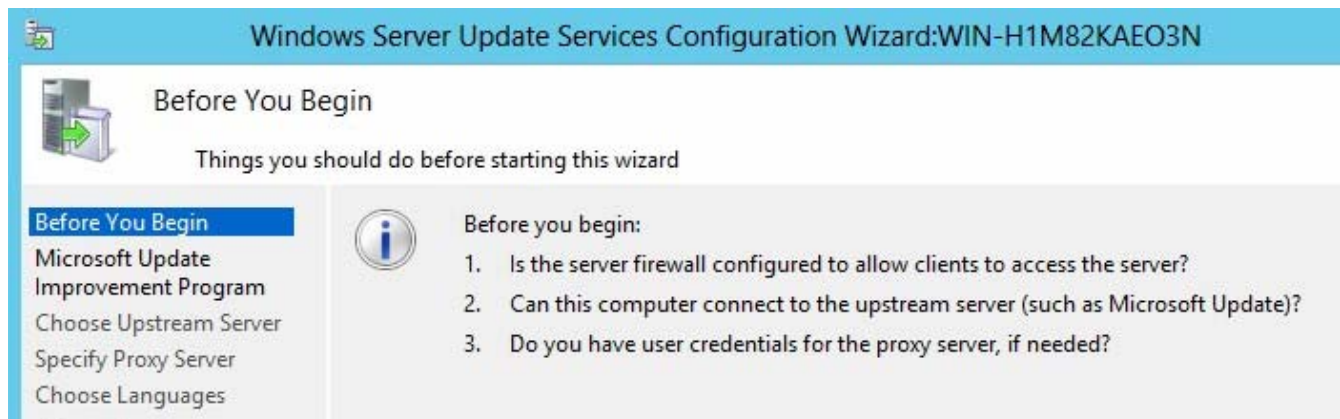 Windows Server Update Services Configuration Wizard:WIN-H1M82KAEO3N
Before You Begin
Things you should do before starting this wizard
Before You Begin
Microsoft Update
Improvement Program
Choose Upstream Server
Specify Proxy Server
Choose Languages
Before you begin:
1. Is the server firewall configured to allow clients to access the server?
2. Can this computer connect to the upstream server (such as Microsoft Update)?
3. Do you have user credentials for the proxy server, if needed?